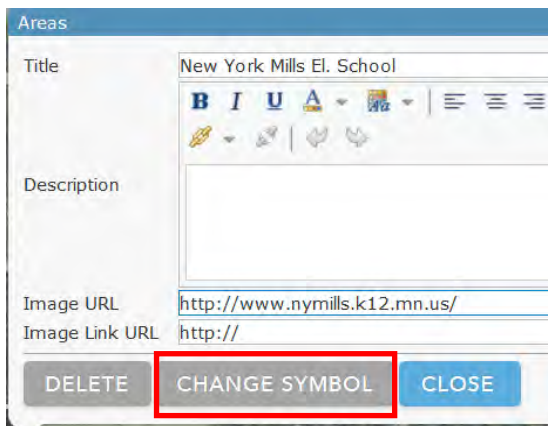 Areas
Title New York Mills El. School
B I U A
Description
Image URL http://www.nymills.k12.mn.us/
Image Link URL http://
DELETE CHANGE SYMBOL CLOSE